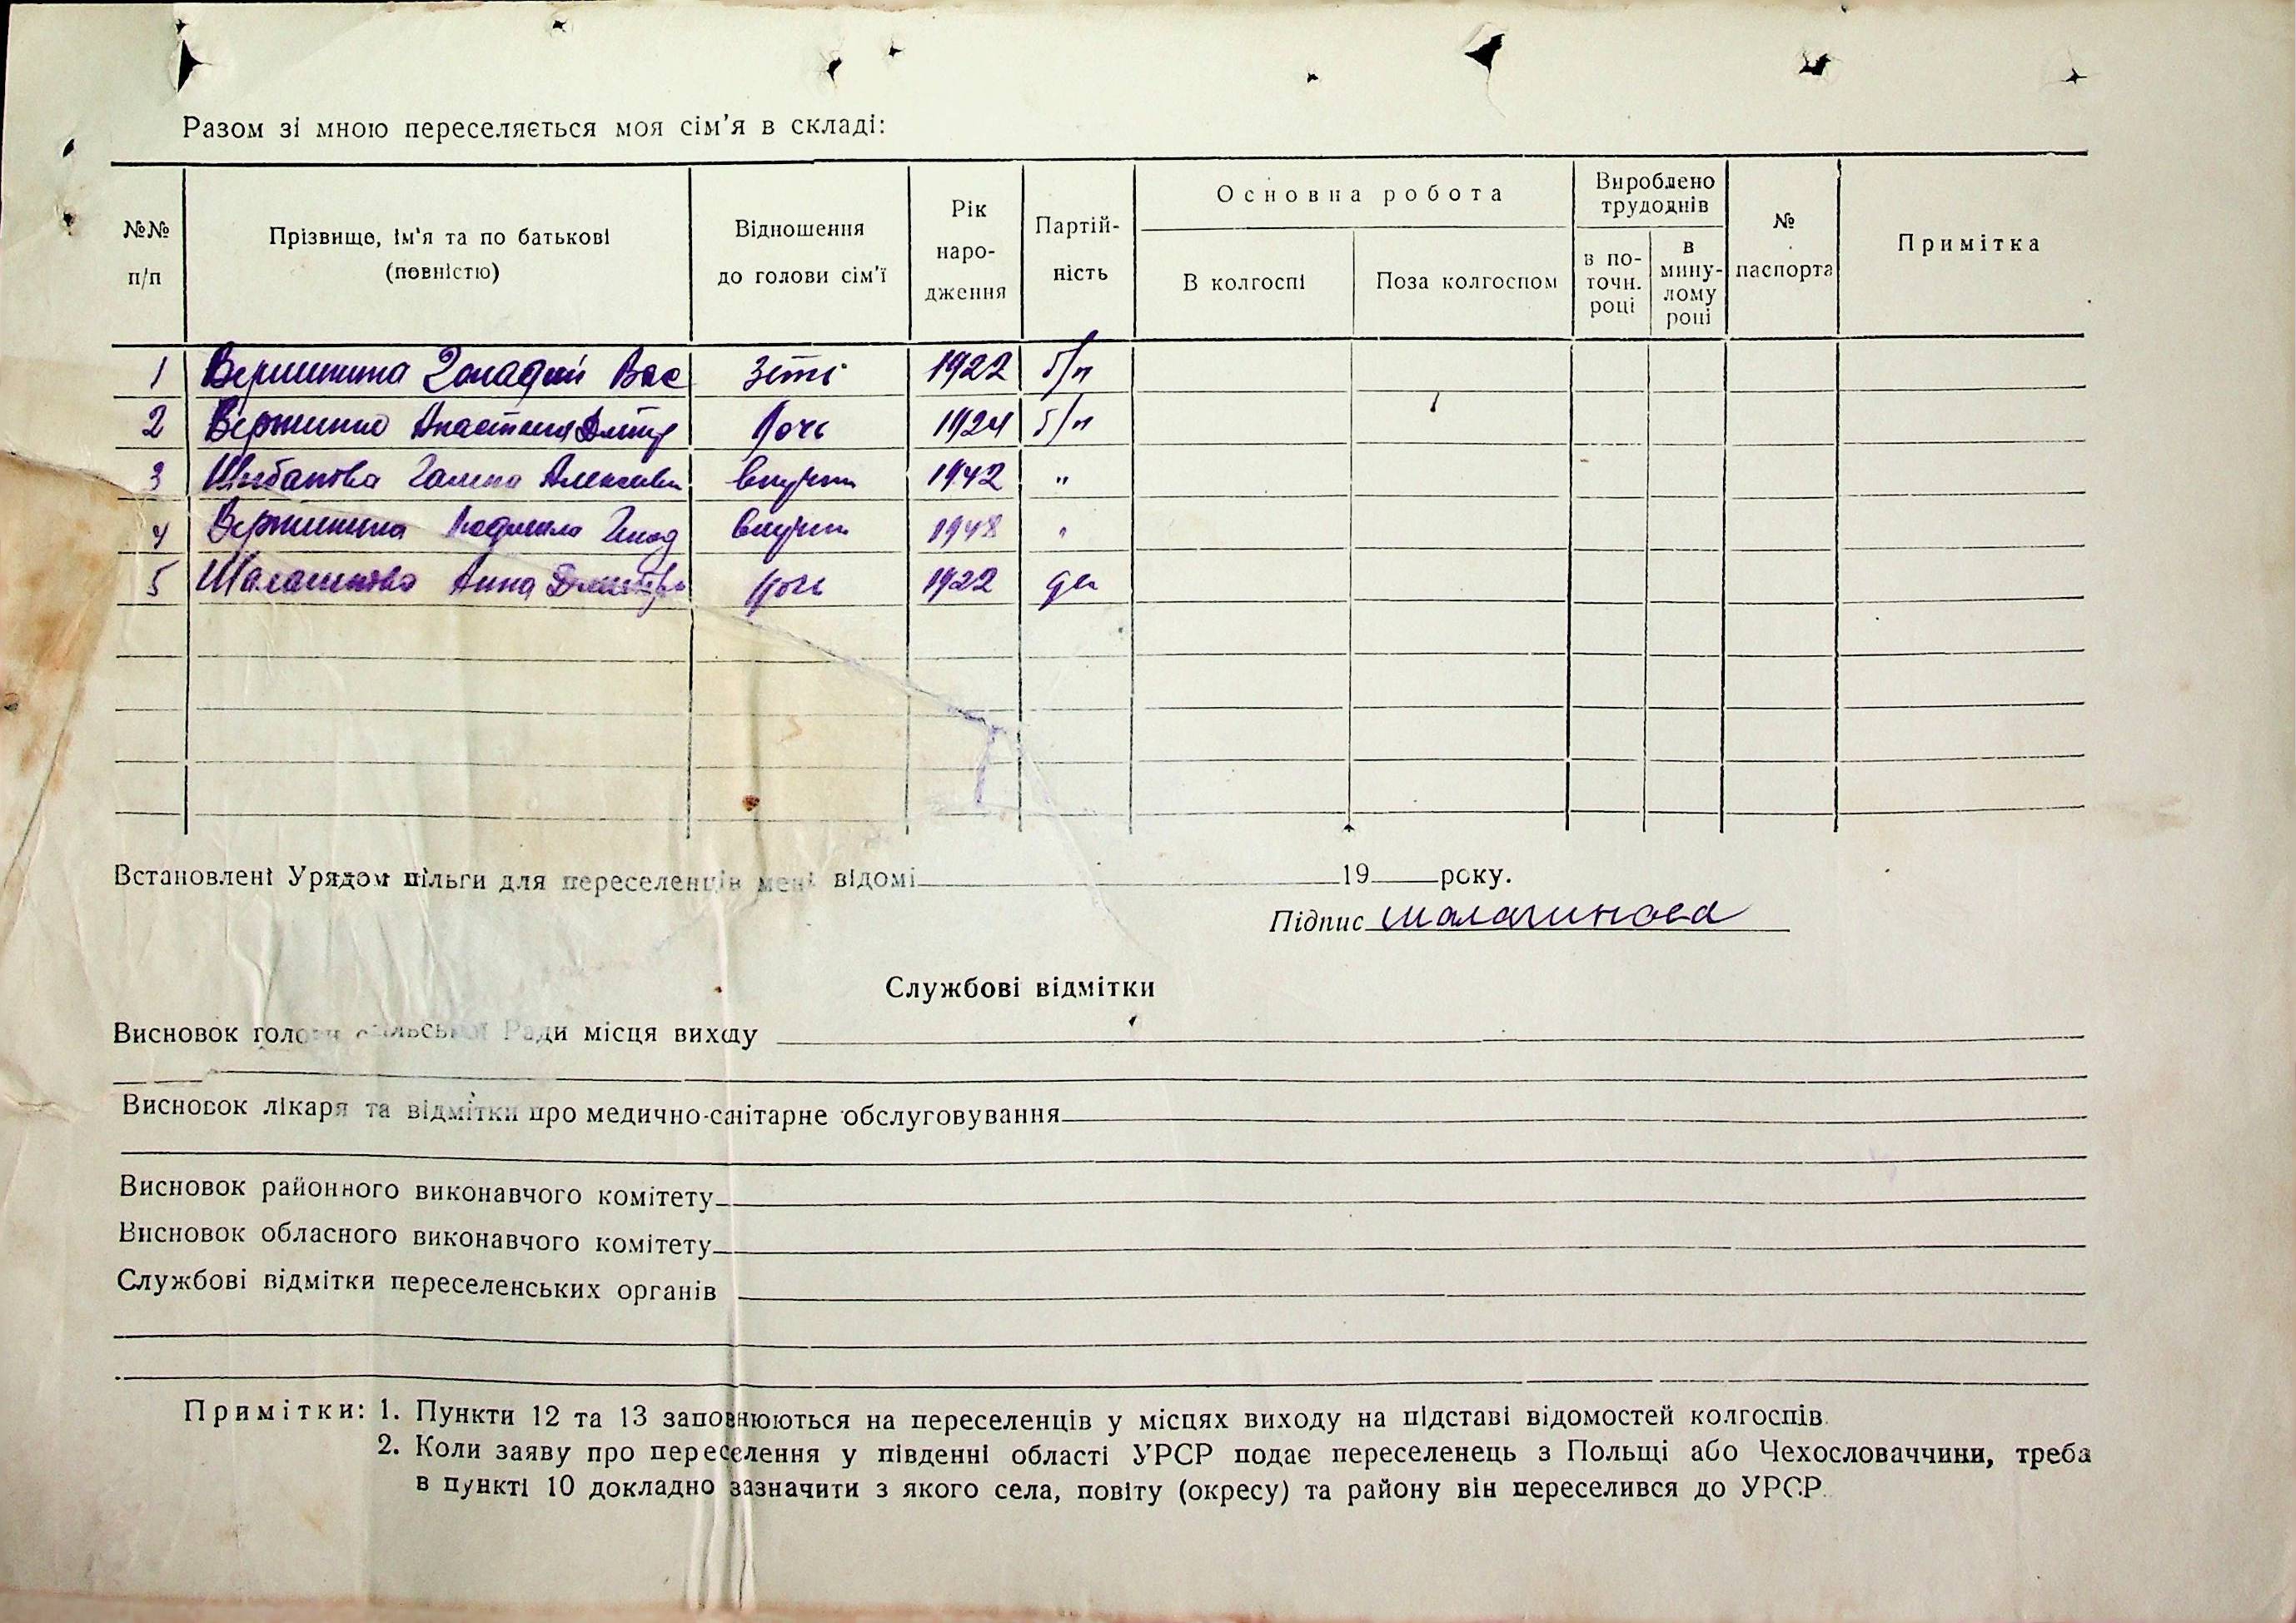 Разом зі мною переселяється моя сім'я в складі:
№№ п/п
Прізвище, ім'я та по батькові (повністю)
Відношення до голови сім'ї
Рік народження
Партійність
Основна робота
В колгоспі
Поза колгоспом
Вироблено трудоднів
в поточн. році
в минулому році
№ паспорта
Примітка
1 Вершинина Генадий Вас зять 1922 б/п
2 Вершинина Анастасия Дмитр дочь 1924 б/п
3 Галина внучка 1942 "
4 Вершинина Людмила Генад внучка 1948 "
5 Малашкова Анна Дмитр дочь 1922
Встановлені Урядом пільги для переселенців мені відомі 19 року.
Підпис
Службові відмітки
Висновок голови сільської Ради місця виходу
Висновок лікаря та відмітки про медично-санітарне обслуговування
Висновок районного виконавчого комітету
Висновок обласного виконавчого комітету
Службові відмітки переселенських органів
Примітки: 1. Пункти 12 та 13 заповнюються на переселенців у місцях виходу на підставі відомостей колгоспів.
2. Коли заяву про переселення у південні області УРСР подає переселенець з Польщі або Чехословаччини, треба
в пункті 10 докладно зазначити з якого села, повіту (окресу) та району він переселився до УРСР.